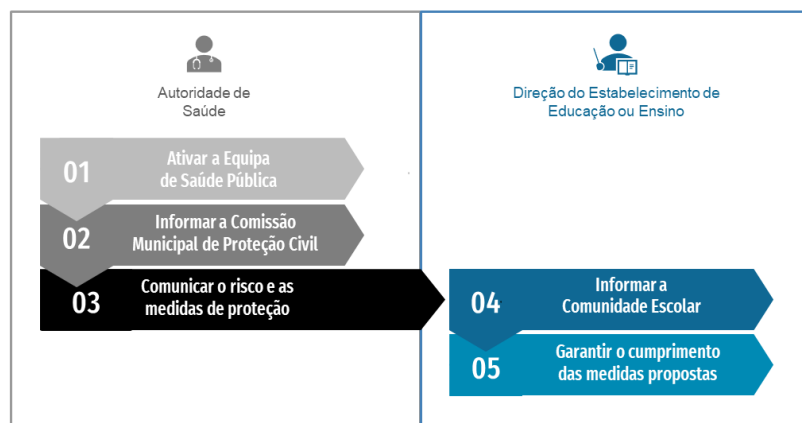 Autoridade de
Saúde
Direção do Estabelecimento de
Educação ou Ensino
01
Ativar a Equipa
de Saúde Pública
02
Informar a Comissão
Municipal de Proteção Civil
03
Comunicar o risco e as
medidas de proteção
04
Informar a
Comunidade Escolar
05
Garantir o cumprimento
das medidas propostas